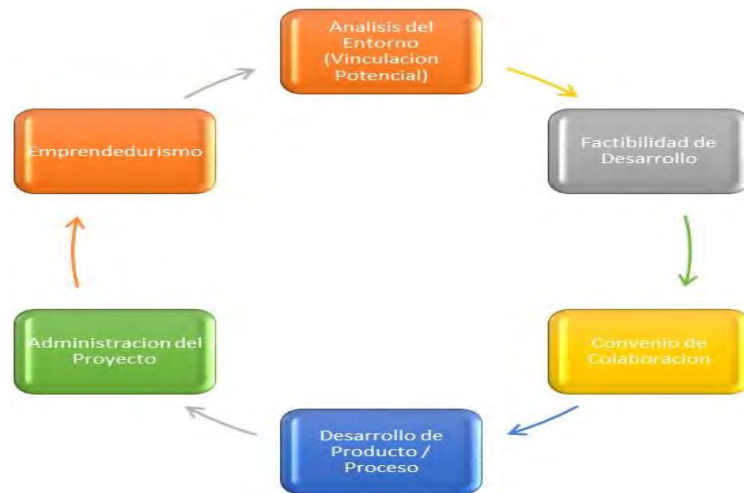 Analisis del
Entorno
(Vinculacion
Potencial)
Factibilidad de
Desarrollo
Convenio de
Colaboracion
Desarrollo de
Producto /
Proceso
Administracion del
Proyecto
Emprendedurismo